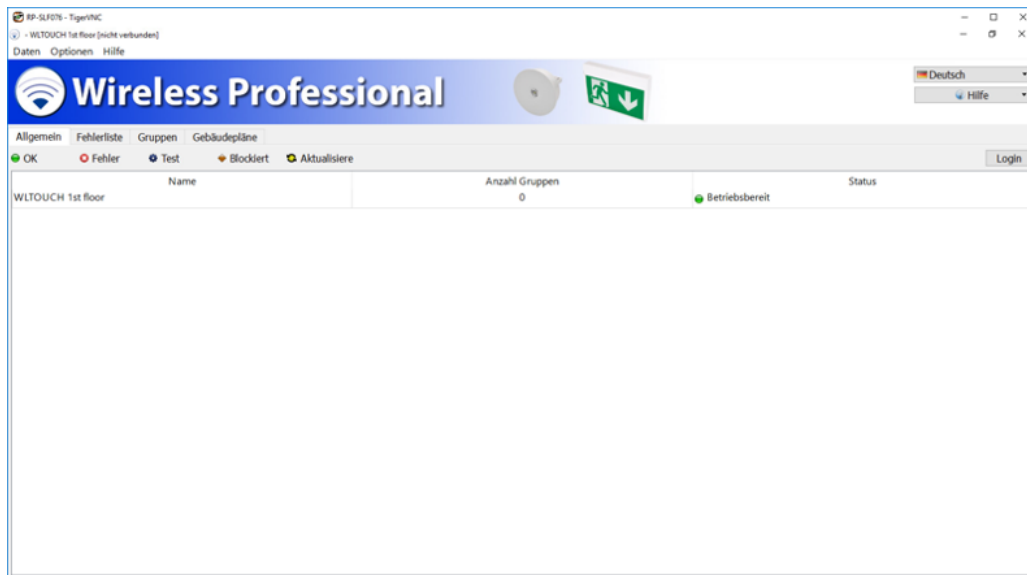 RP-SLF076 - TigerVNC
- WLTOUCH 1st floor [nicht verbunden]
Daten Optionen Hilfe
Wireless Professional
Deutsch
Hilfe
Allgemein Fehlerliste Gruppen Gebäudepläne
OK Fehler Test Blockiert Aktualisiere Login
Name Anzahl Gruppen Status
WLTOUCH 1st floor 0 Betriebsbereit